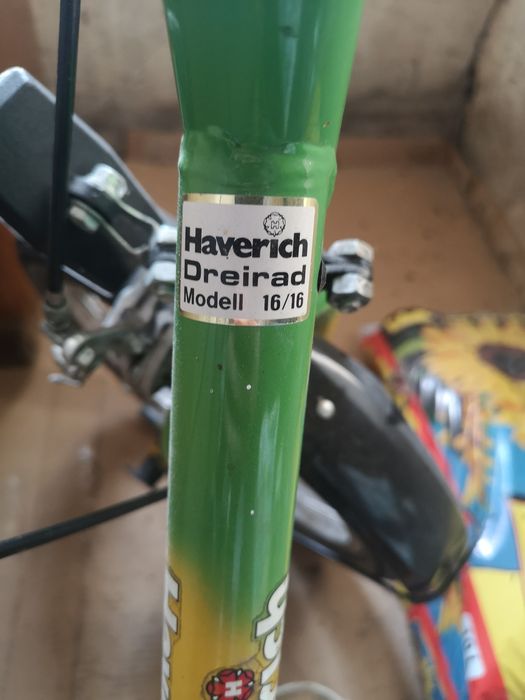 H
Haverich
Dreirad
Modell 16/16
H